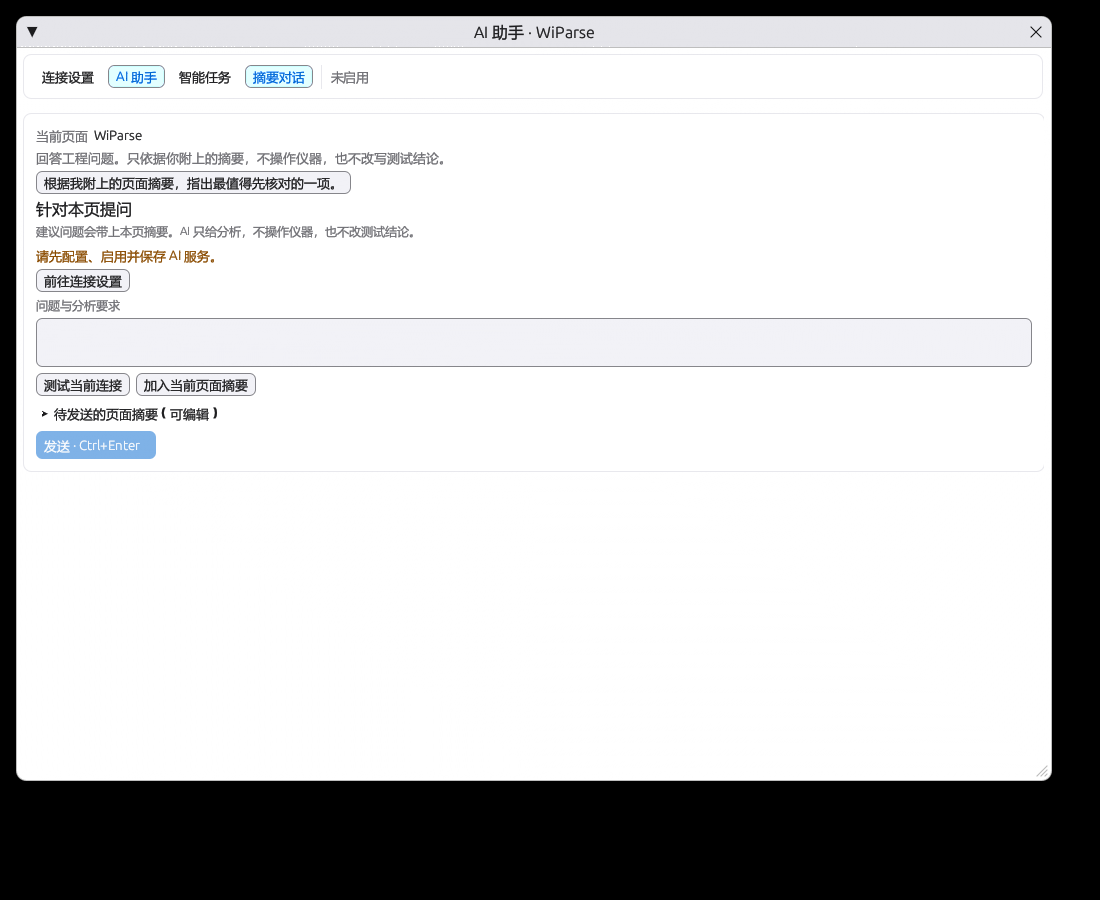 ▼ AI 助手 · WiParse ×
连接设置 AI 助手 智能任务 摘要对话 未启用
当前页面 WiParse
回答工程问题。只依据你附上的摘要，不操作仪器，也不改写测试结论。
根据我附上的页面摘要，指出最值得先核对的一项。
针对本页提问
建议问题会带上本页摘要。AI 只给分析，不操作仪器，也不改测试结论。
请先配置、启用并保存 AI 服务。
前往连接设置
问题与分析要求
测试当前连接 加入当前页面摘要
➤ 待发送的页面摘要 ( 可编辑 )
发送 · Ctrl+Enter